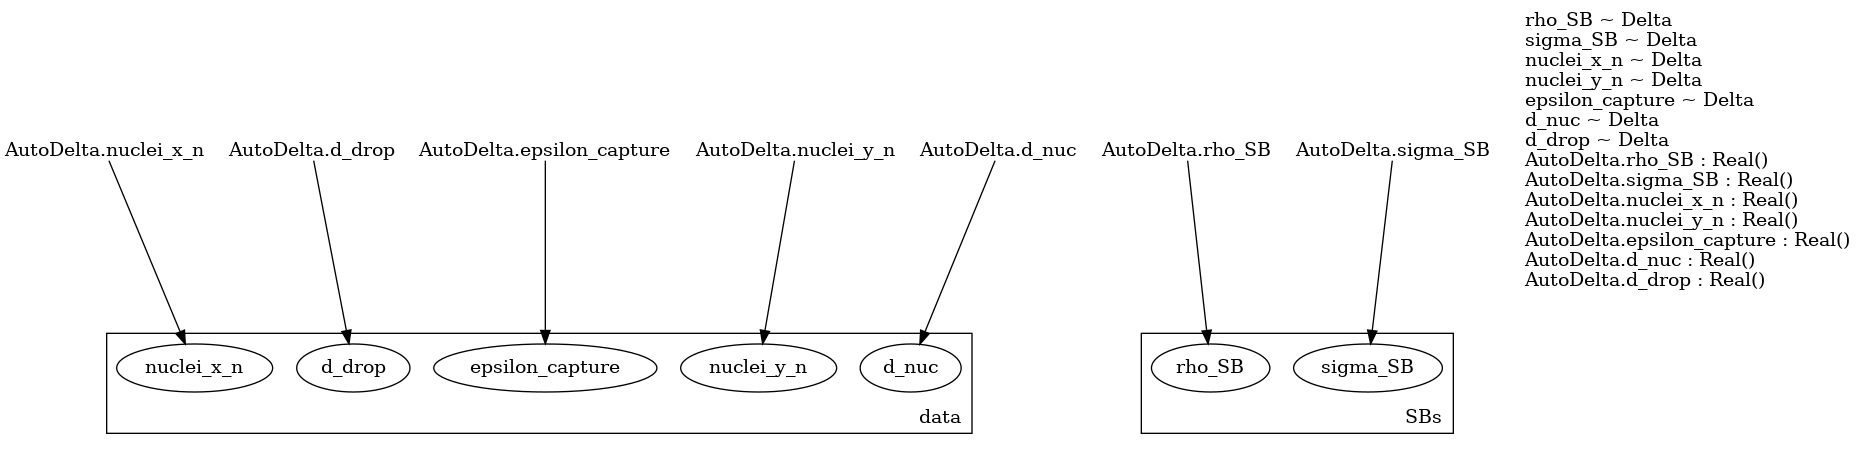 rho_SB ~ Delta
sigma_SB ~ Delta
nuclei_x_n ~ Delta
nuclei_y_n ~ Delta
epsilon_capture ~ Delta
d_nuc ~ Delta
d_drop ~ Delta
AutoDelta.rho_SB : Real()
AutoDelta.sigma_SB : Real()
AutoDelta.nuclei_x_n : Real()
AutoDelta.nuclei_y_n : Real()
AutoDelta.epsilon_capture : Real()
AutoDelta.d_nuc : Real()
AutoDelta.d_drop : Real()
AutoDelta.nuclei_x_n AutoDelta.d_drop AutoDelta.epsilon_capture AutoDelta.nuclei_y_n AutoDelta.d_nuc AutoDelta.rho_SB AutoDelta.sigma_SB
nuclei_x_n d_drop epsilon_capture nuclei_y_n d_nuc rho_SB sigma_SB
data SBs